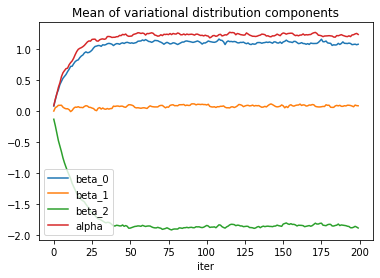 Mean of variational distribution components
1.0
0.5
0.0
-0.5
-1.0
-1.5
-2.0
beta_0
beta_1
beta_2
alpha
0 25 50 75 100 125 150 175 200
iter